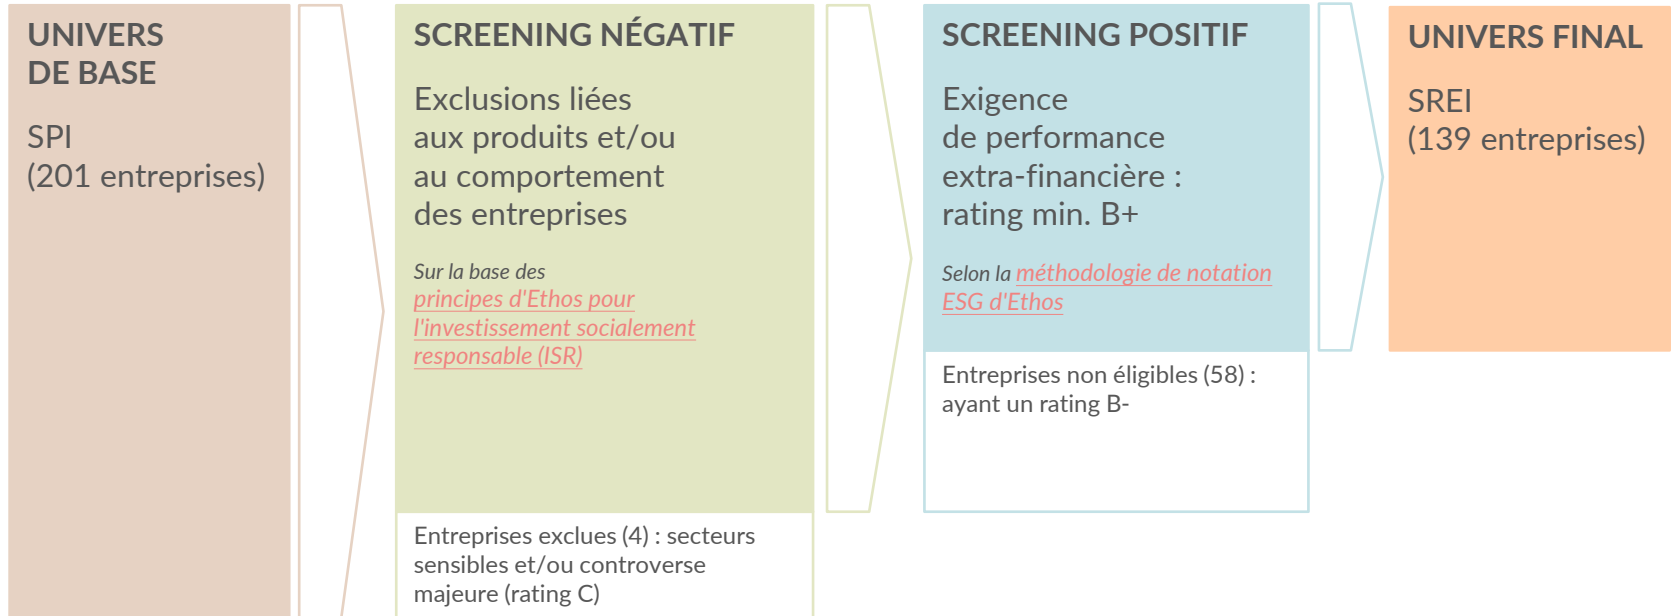 UNIVERS
DE BASE
SPI
(201 entreprises)
SCREENING NÉGATIF
Exclusions liées
aux produits et/ou
au comportement
des entreprises
Sur la base des
principes d'Ethos pour
l'investissement socialement
responsable (ISR)
Entreprises exclues (4) : secteurs
sensibles et/ou controverse
majeure (rating C)
SCREENING POSITIF
Exigence
de performance
extra-financière :
rating min. B+
Selon la méthodologie de notation
ESG d'Ethos
Entreprises non éligibles (58) :
ayant un rating B-
UNIVERS FINAL
SREI
(139 entreprises)